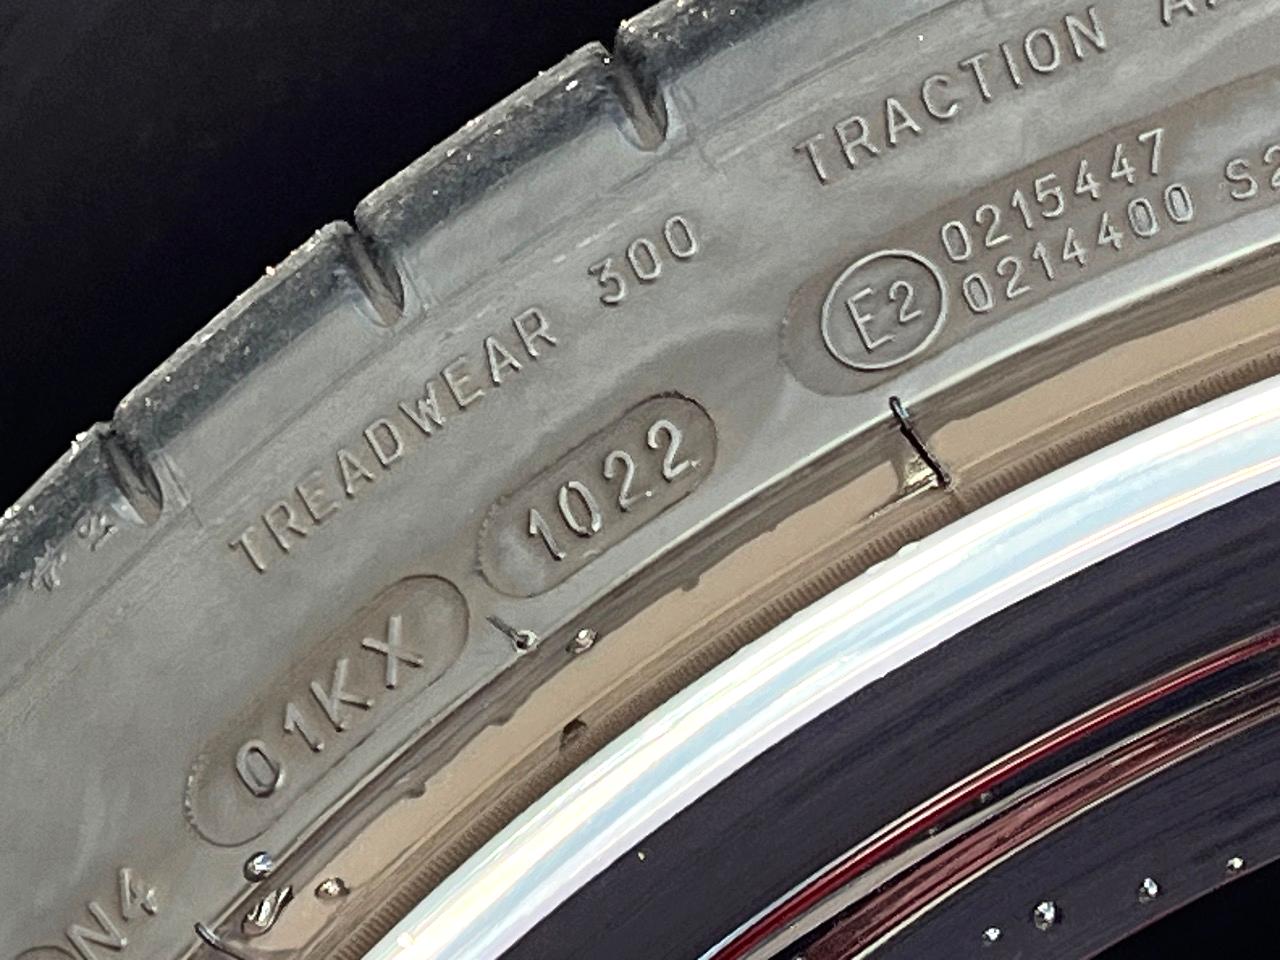 TRACTION
TREADWEAR 300
E2
0215447
0214400 S2
1022
01KX